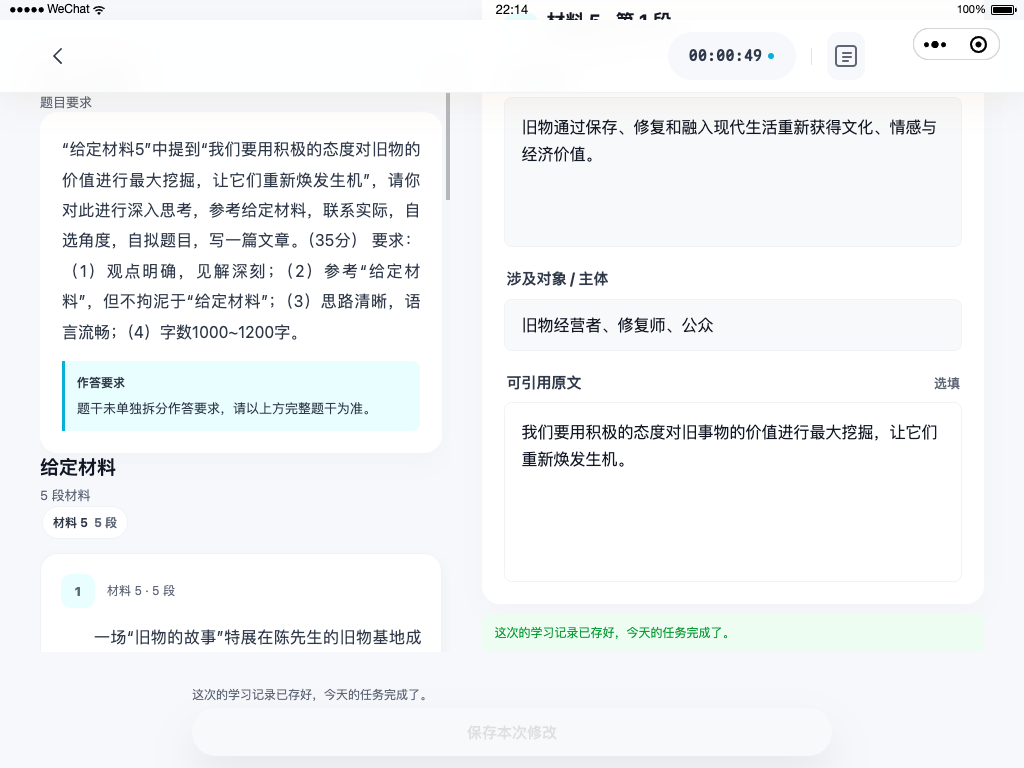 WeChat
22:14
100%
材料 5 · 第 1 段
00:00:49
题目要求
“给定材料5”中提到“我们要用积极的态度对旧物的
价值进行最大挖掘，让它们重新焕发生机”，请你
对此进行深入思考，参考给定材料，联系实际，自
选角度，自拟题目，写一篇文章。（35分） 要求：
（1）观点明确，见解深刻；（2）参考“给定材
料”，但不拘泥于“给定材料”；（3）思路清晰，语
言流畅；（4）字数1000~1200字。
作答要求
题干未单独拆分作答要求，请以上方完整题干为准。
给定材料
5 段材料
材料 5 5 段
1
材料 5 · 5 段
一场“旧物的故事”特展在陈先生的旧物基地成
旧物通过保存、修复和融入现代生活重新获得文化、情感与
经济价值。
涉及对象 / 主体
旧物经营者、修复师、公众
可引用原文
选填
我们要用积极的态度对旧事物的价值进行最大挖掘，让它们
重新焕发生机。
这次的学习记录已存好，今天的任务完成了。
这次的学习记录已存好，今天的任务完成了。
保存本次修改